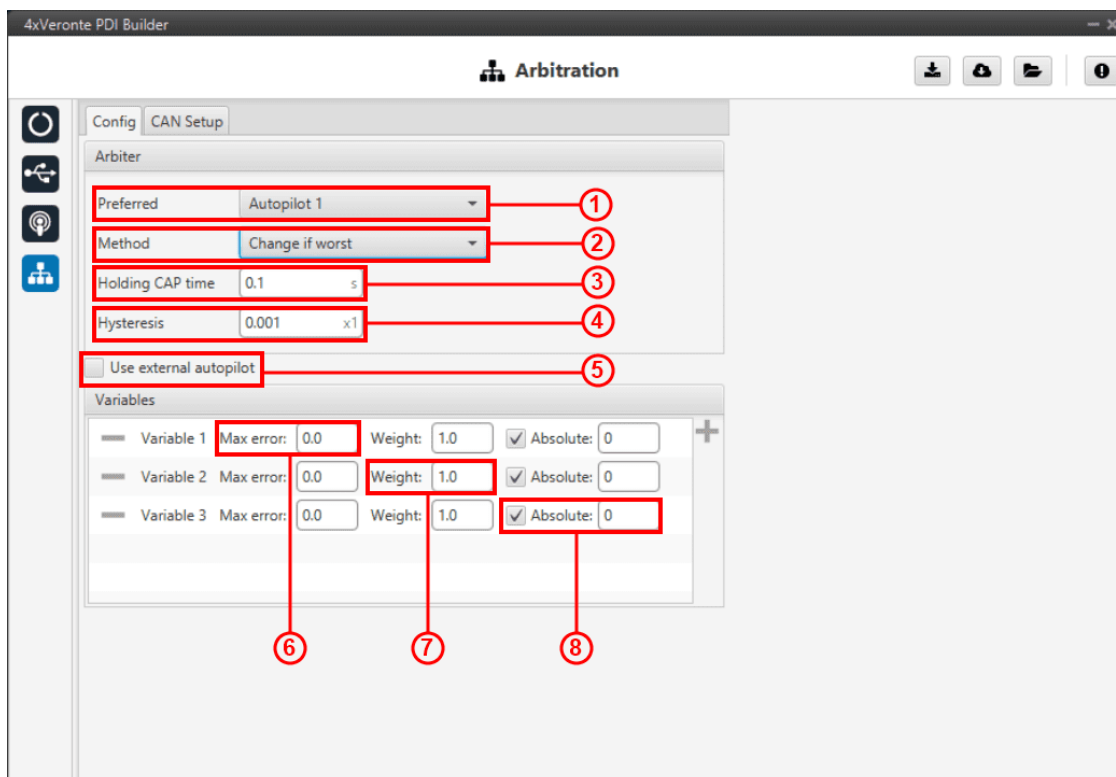 4xVeronte PDI Builder
Arbitration
Config CAN Setup
Arbiter
Preferred Autopilot 1 1
Method Change if worst 2
Holding CAP time 0.1 s 3
Hysteresis 0.001 x1 4
Use external autopilot 5
Variables
Variable 1 Max error: 0.0 Weight: 1.0 Absolute: 0
Variable 2 Max error: 0.0 Weight: 1.0 Absolute: 0
Variable 3 Max error: 0.0 Weight: 1.0 Absolute: 0
6 7 8